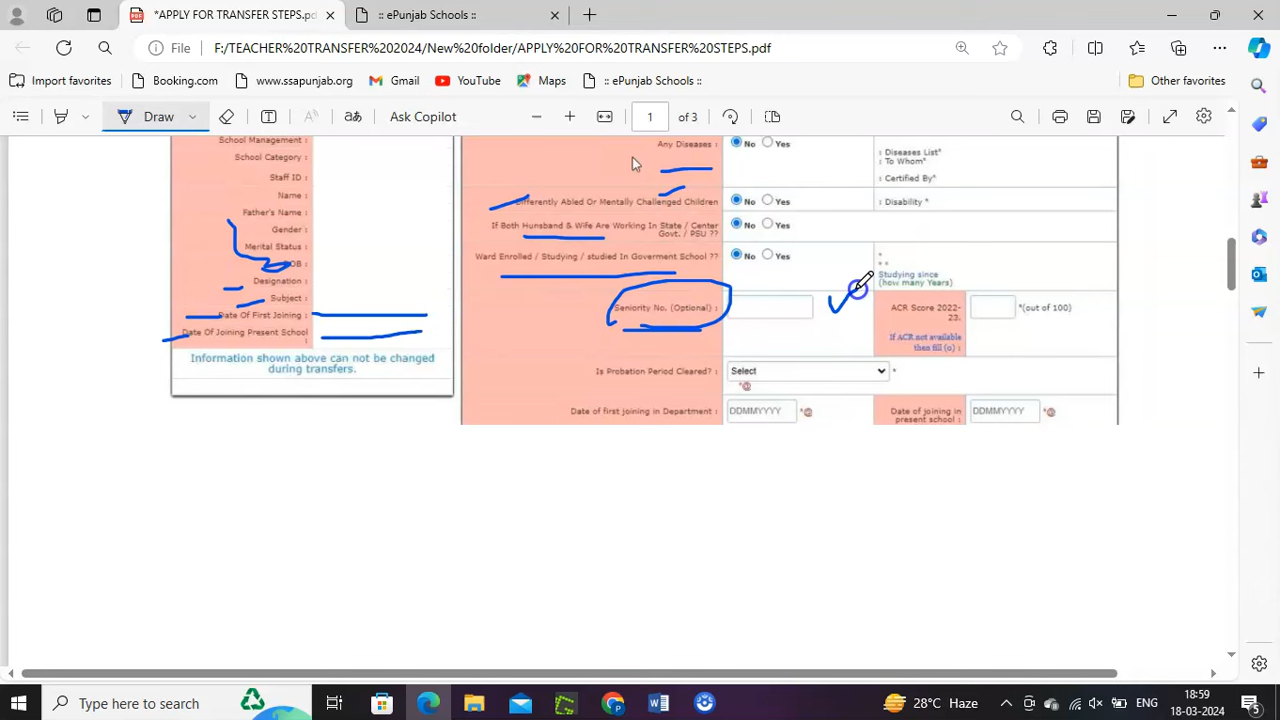 *APPLY FOR TRANSFER STEPS.pd
:: ePunjab Schools ::
File
F:/TEACHER%20TRANSFER%202024/New%20folder/APPLY%20FOR%20TRANSFER%20STEPS.pdf
Import favorites
Booking.com
www.ssapunjab.org
Gmail
YouTube
Maps
:: ePunjab Schools ::
Other favorites
Draw
Ask Copilot
1 of 3
School Management :
School Category :
Staff ID :
Name :
Father's Name :
Gender :
Merital Status :
DOB :
Designation :
Subject :
Date Of First Joining :
Date Of Joining Present School
:
Information shown above can not be changed
during transfers.
Any Diseases :
No Yes
: Diseases List*
: To Whom*
: Certified By*
Differently Abled Or Mentally Challenged Children
No Yes
: Disability *
If Both Hunsband & Wife Are Working In State / Center
Govt. / PSU ??
No Yes
Ward Enrolled / Studying / studied In Goverment School ??
No Yes
*
* *
Studying since
(how many Years)
Seniority No. (Optional) :
ACR Score 2022-
23.
*(out of 100)
If ACR not available
then fill (0) :
Is Probation Period Cleared? :
Select
*
*@
Date of first joining in Department :
DDMMYYYY *@
Date of joining in
present school :
DDMMYYYY *@
Type here to search
28°C Haze
ENG
18:59
18-03-2024